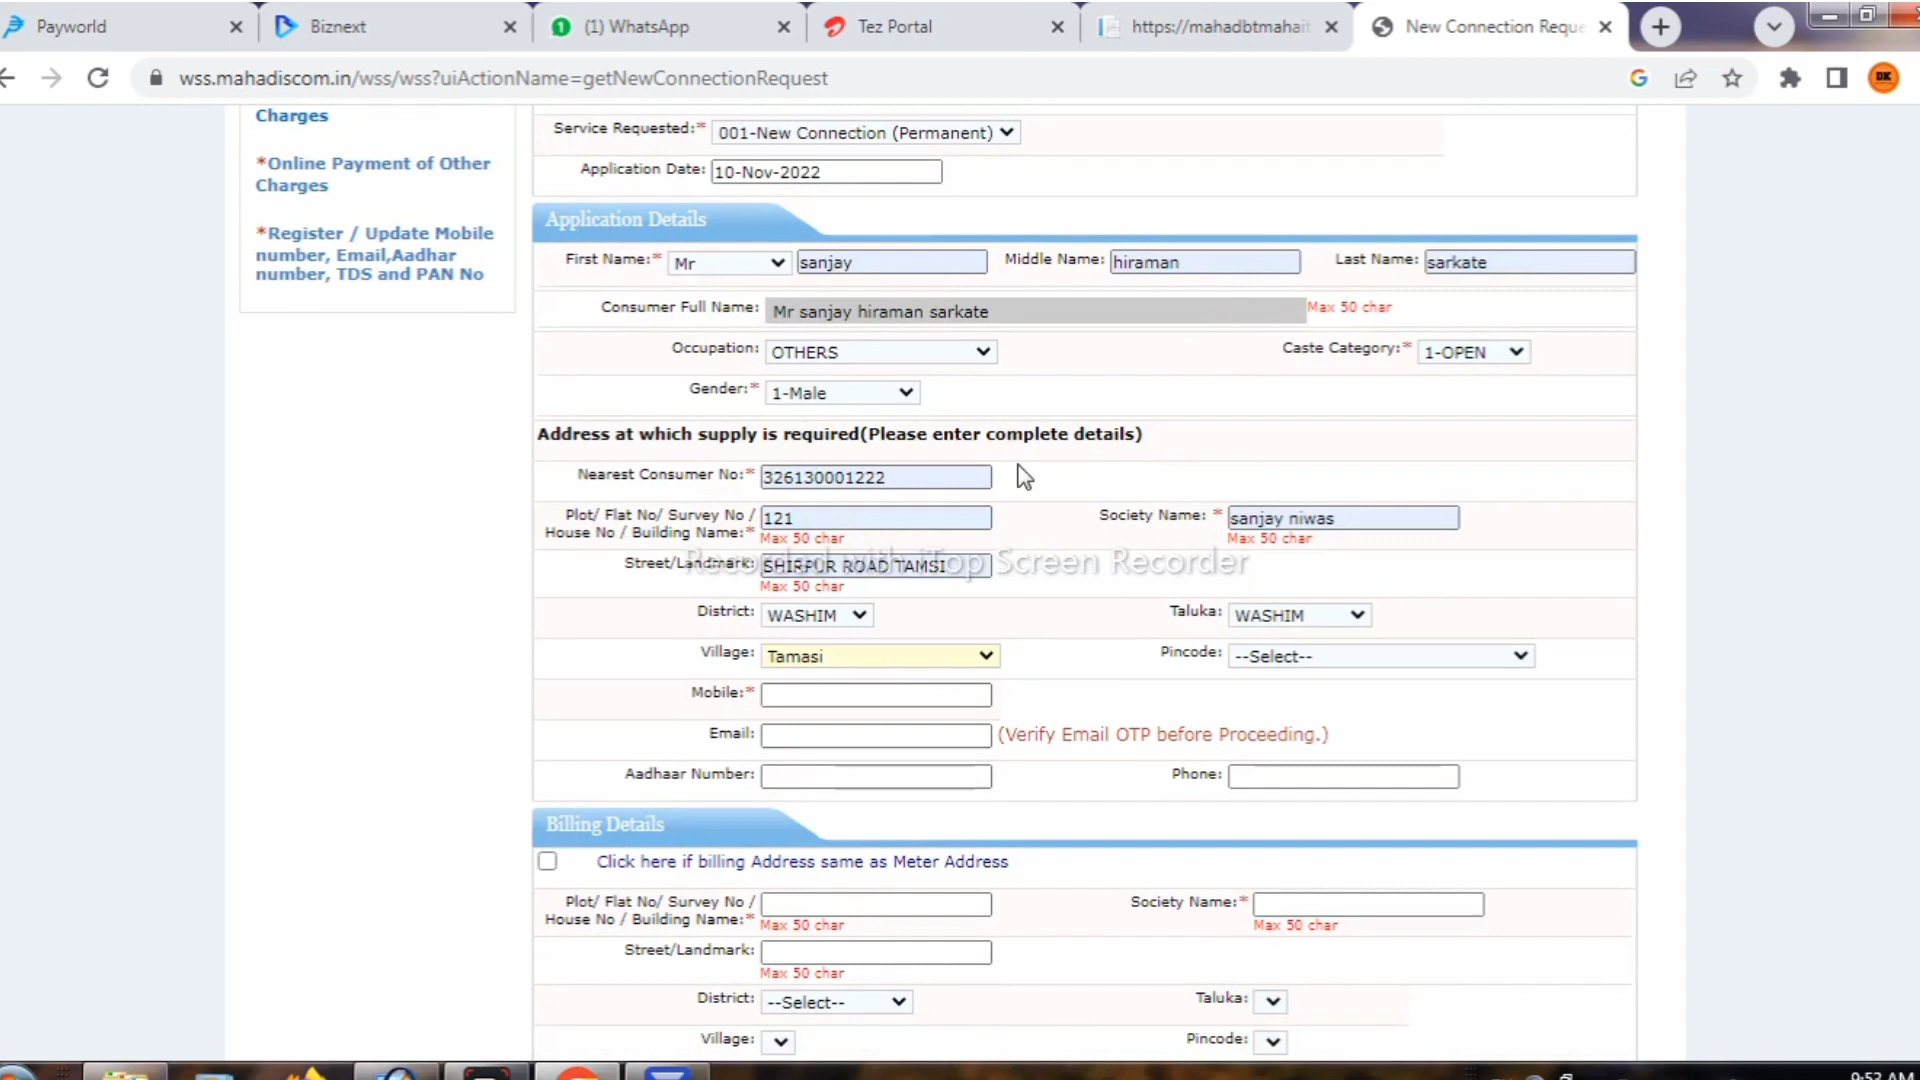 Payworld
Biznext
(1) WhatsApp
Tez Portal
https://mahadbtmahait
New Connection Reque
wss.mahadiscom.in/wss/wss?uiActionName=getNewConnectionRequest
DK
Charges
*Online Payment of Other
Charges
*Register / Update Mobile
number, Email,Aadhar
number, TDS and PAN No
Service Requested:* 001-New Connection (Permanent)
Application Date: 10-Nov-2022
Application Details
First Name:* Mr sanjay Middle Name: hiraman Last Name: sarkate
Consumer Full Name: Mr sanjay hiraman sarkate Max 50 char
Occupation: OTHERS Caste Category:* 1-OPEN
Gender:* 1-Male
Address at which supply is required(Please enter complete details)
Nearest Consumer No:* 326130001222
Plot/ Flat No/ Survey No / 121 Society Name: * sanjay niwas
House No / Building Name:* Max 50 char Max 50 char
Street/Landmark: SHIRPUR ROAD TAMSI
Recorded with iTop Screen Recorder
Max 50 char
District: WASHIM Taluka: WASHIM
Village: Tamasi Pincode: --Select--
Mobile:*
Email: (Verify Email OTP before Proceeding.)
Aadhaar Number: Phone:
Billing Details
Click here if billing Address same as Meter Address
Plot/ Flat No/ Survey No / Society Name:*
House No / Building Name:* Max 50 char Max 50 char
Street/Landmark:
Max 50 char
District: --Select-- Taluka:
Village: Pincode:
9:53 AM